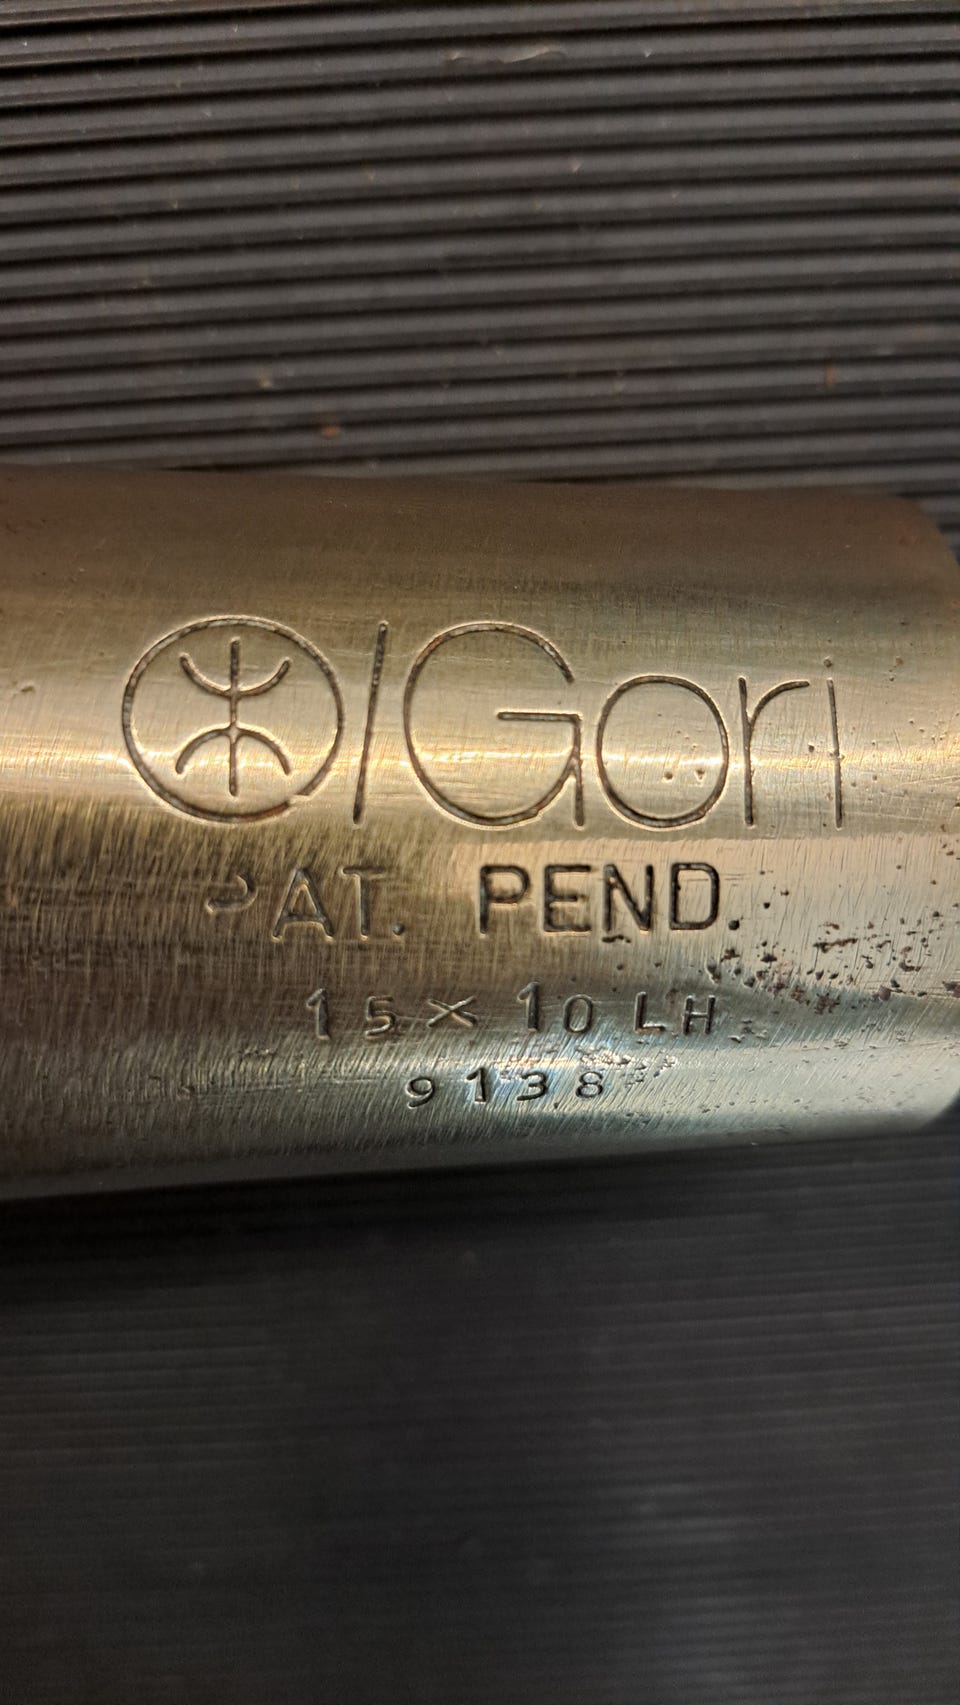 /Gori
PAT. PEND.
15 × 10 LH
9138